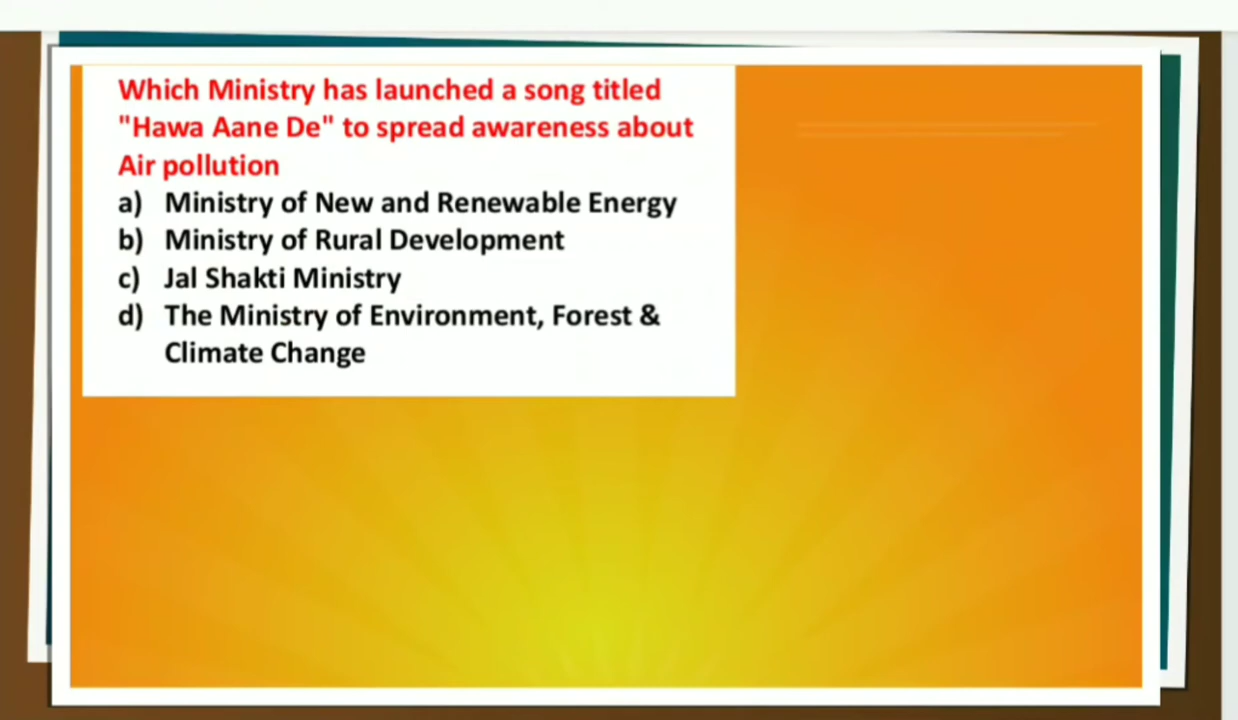 Which Ministry has launched a song titled
"Hawa Aane De" to spread awareness about
Air pollution
a) Ministry of New and Renewable Energy
b) Ministry of Rural Development
c) Jal Shakti Ministry
d) The Ministry of Environment, Forest &
Climate Change